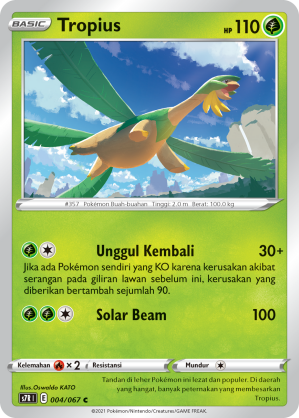 BASIC
Tropius
HP 110
#357 Pokémon Buah-buahan Tinggi: 2.0 m Berat: 100.0 kg
Unggul Kembali 30+
Jika ada Pokémon sendiri yang KO karena kerusakan akibat
serangan pada giliran lawan sebelum ini, kerusakan yang
diberikan bertambah sejumlah 90.
Solar Beam 100
Kelemahan ×2 Resistansi Mundur
Illus. Oswaldo KATO
s7R I E 004/067 C
Tandan di leher Pokémon ini lezat dan populer. Di daerah
yang hangat, banyak peternakan yang membesarkan
Tropius.
©2021 Pokémon/Nintendo/Creatures/GAME FREAK